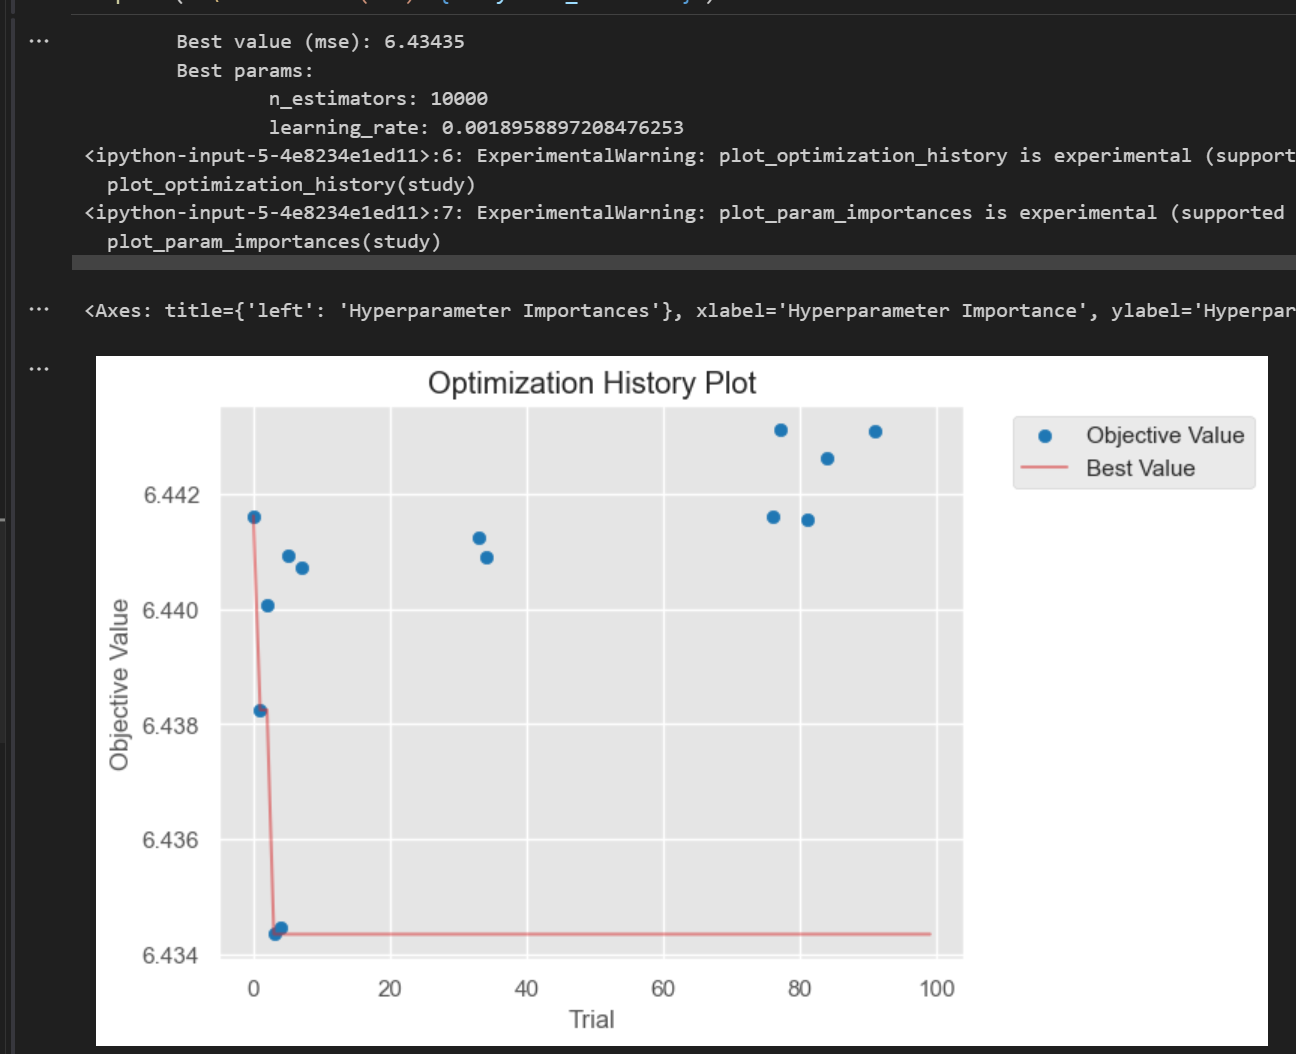 Best value (mse): 6.43435
Best params:
n_estimators: 10000
learning_rate: 0.0018958897208476253
<ipython-input-5-4e8234e1ed11>:6: ExperimentalWarning: plot_optimization_history is experimental (support
plot_optimization_history(study)
<ipython-input-5-4e8234e1ed11>:7: ExperimentalWarning: plot_param_importances is experimental (supported
plot_param_importances(study)
<Axes: title={'left': 'Hyperparameter Importances'}, xlabel='Hyperparameter Importance', ylabel='Hyperpar
Optimization History Plot
Objective Value
Best Value
6.442
6.440
6.438
6.436
6.434
Objective Value
0 20 40 60 80 100
Trial